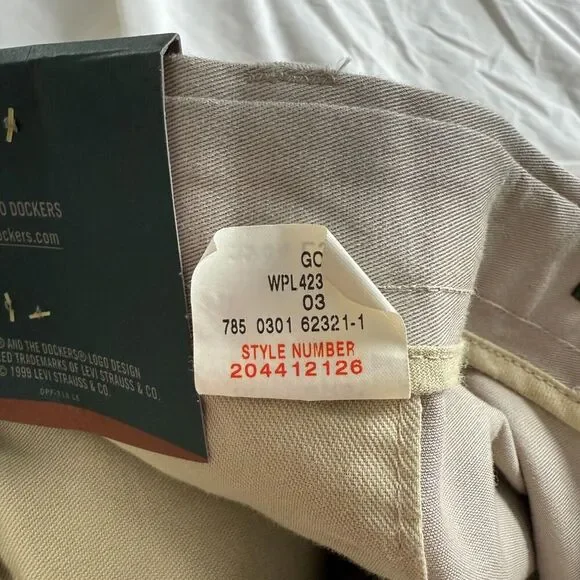 O DOCKERS
ockers.com
® AND THE DOCKERS® LOGO DESIGN
TRADEMARKS OF LEVI STRAUSS & CO.
© 1999 LEVI STRAUSS & CO.
GC
WPL423
03
785 0301 62321-1
STYLE NUMBER
204412126